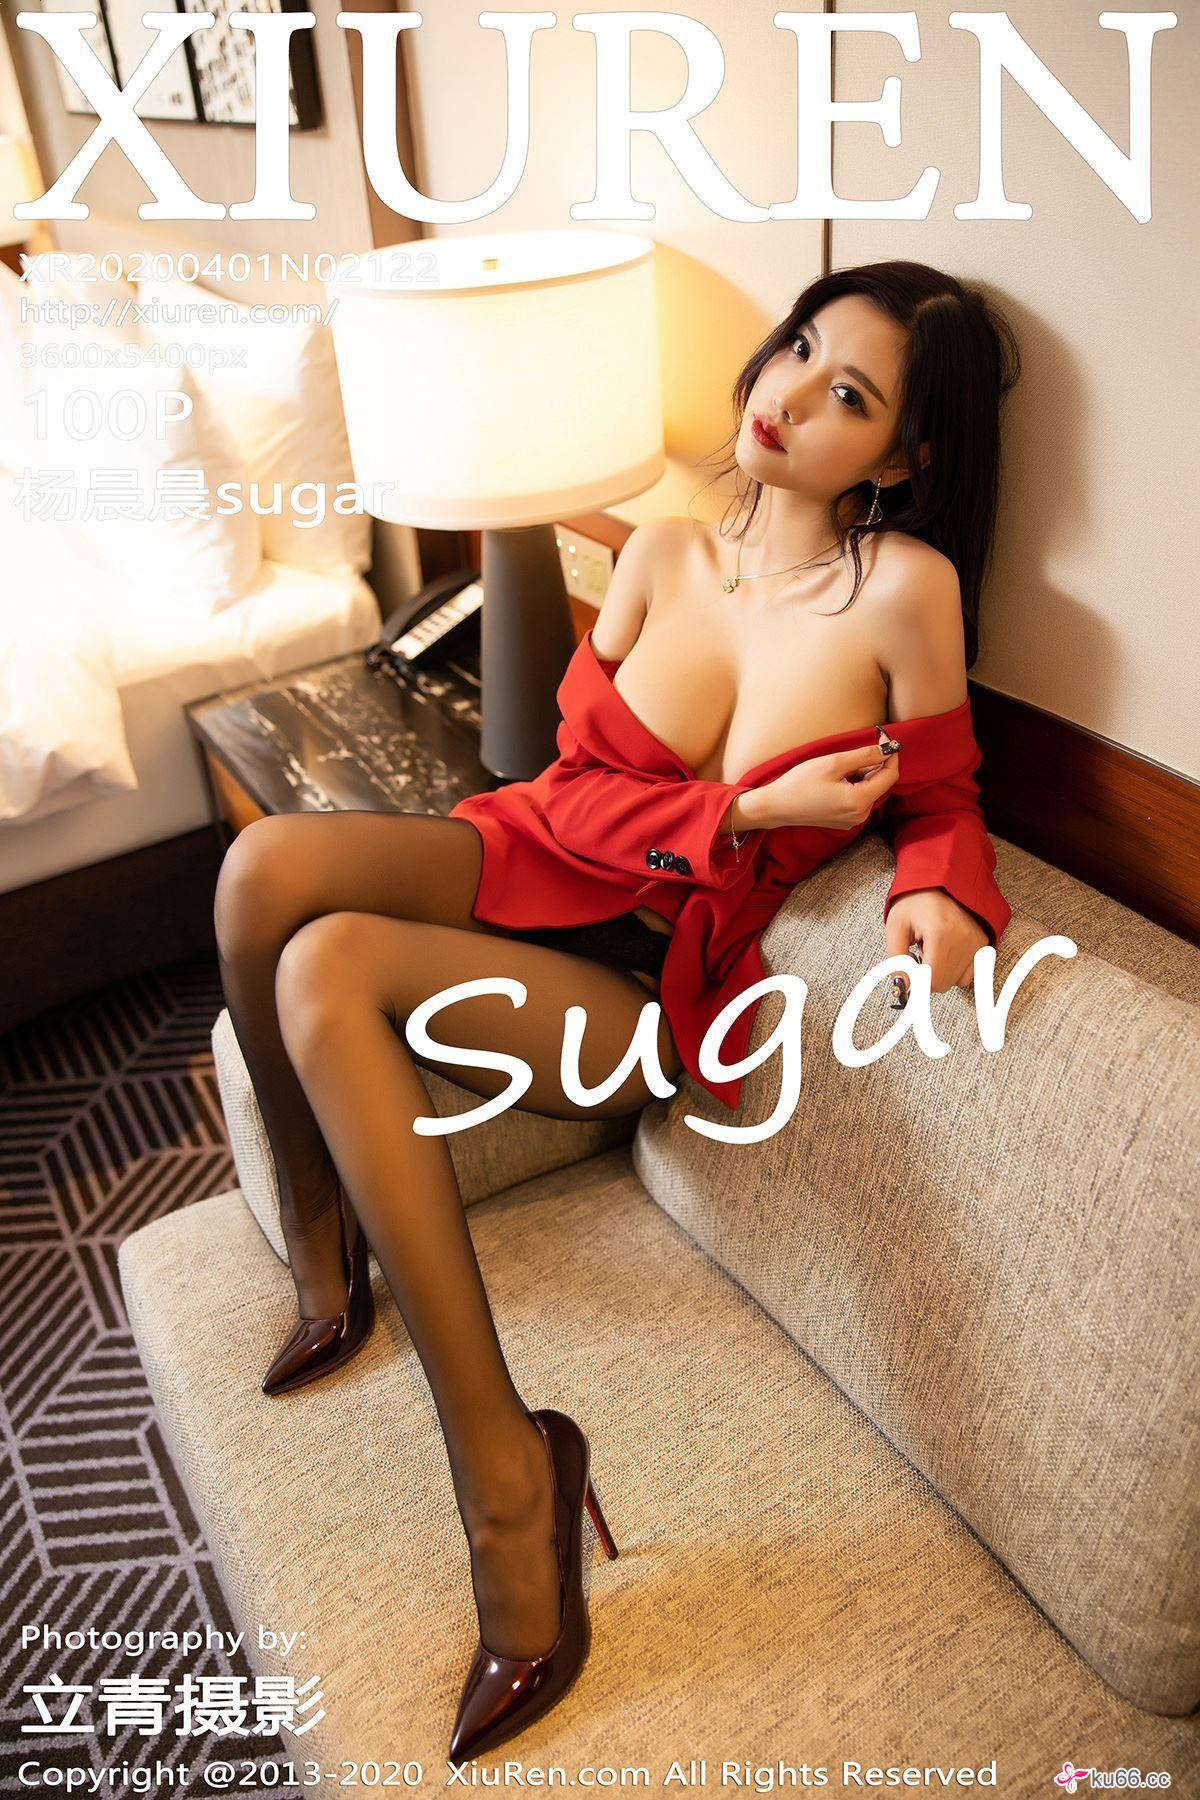 XIUREN
XR20200401N02122
http://xiuren.com/
3600x5400px
100P
杨晨晨sugar
sugar
Photography by:
立青摄影
Copyright @2013-2020 XiuRen.com All Rights Reserved
ku66.cc